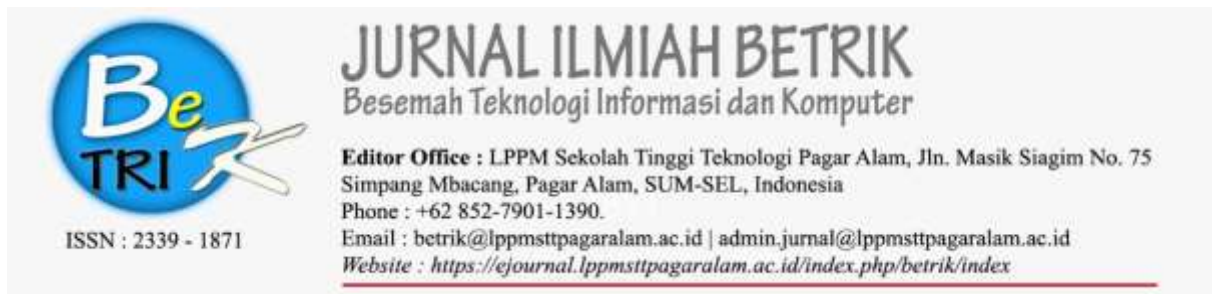 Be
TRI K
ISSN : 2339 - 1871
JURNAL ILMIAH BETRIK
Besemah Teknologi Informasi dan Komputer
Editor Office : LPPM Sekolah Tinggi Teknologi Pagar Alam, Jln. Masik Siagim No. 75
Simpang Mbacang, Pagar Alam, SUM-SEL, Indonesia
Phone : +62 852-7901-1390.
Email : betrik@lppmsttpagaralam.ac.id | admin.jurnal@lppmsttpagaralam.ac.id
Website : https://ejournal.lppmsttpagaralam.ac.id/index.php/betrik/index